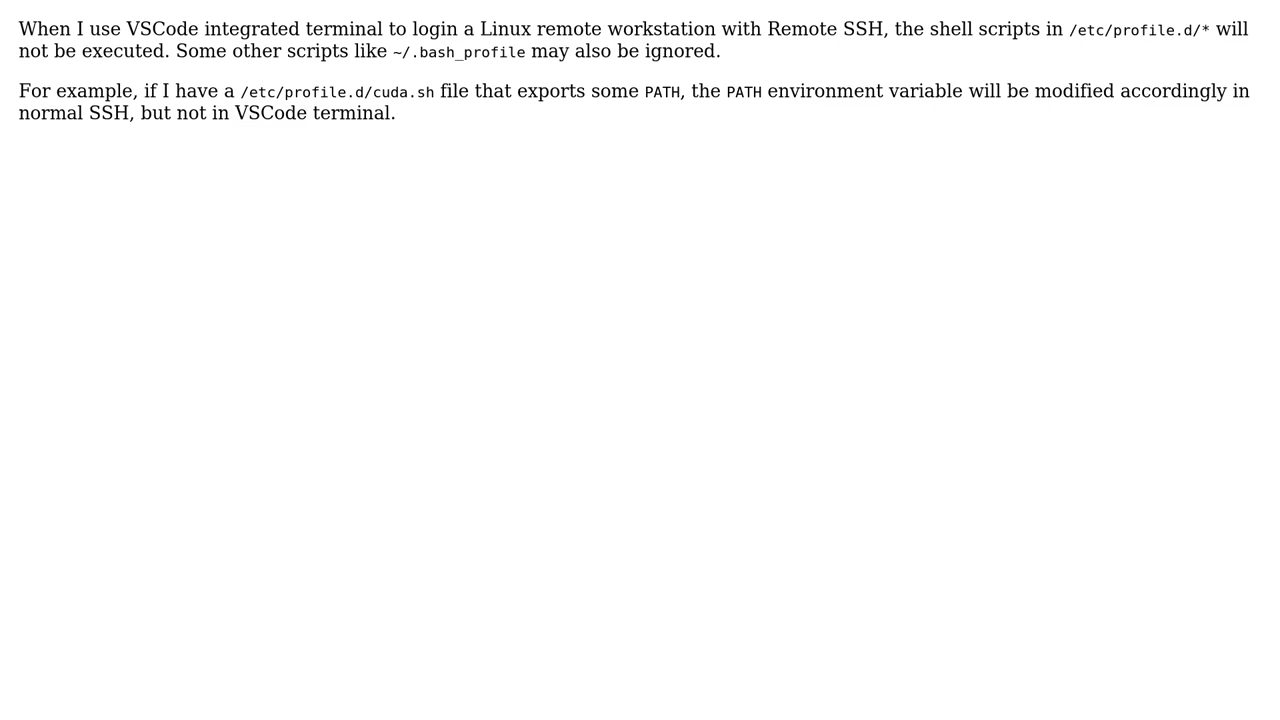 When I use VSCode integrated terminal to login a Linux remote workstation with Remote SSH, the shell scripts in /etc/profile.d/* will
not be executed. Some other scripts like ~/.bash_profile may also be ignored.
For example, if I have a /etc/profile.d/cuda.sh file that exports some PATH, the PATH environment variable will be modified accordingly in
normal SSH, but not in VSCode terminal.